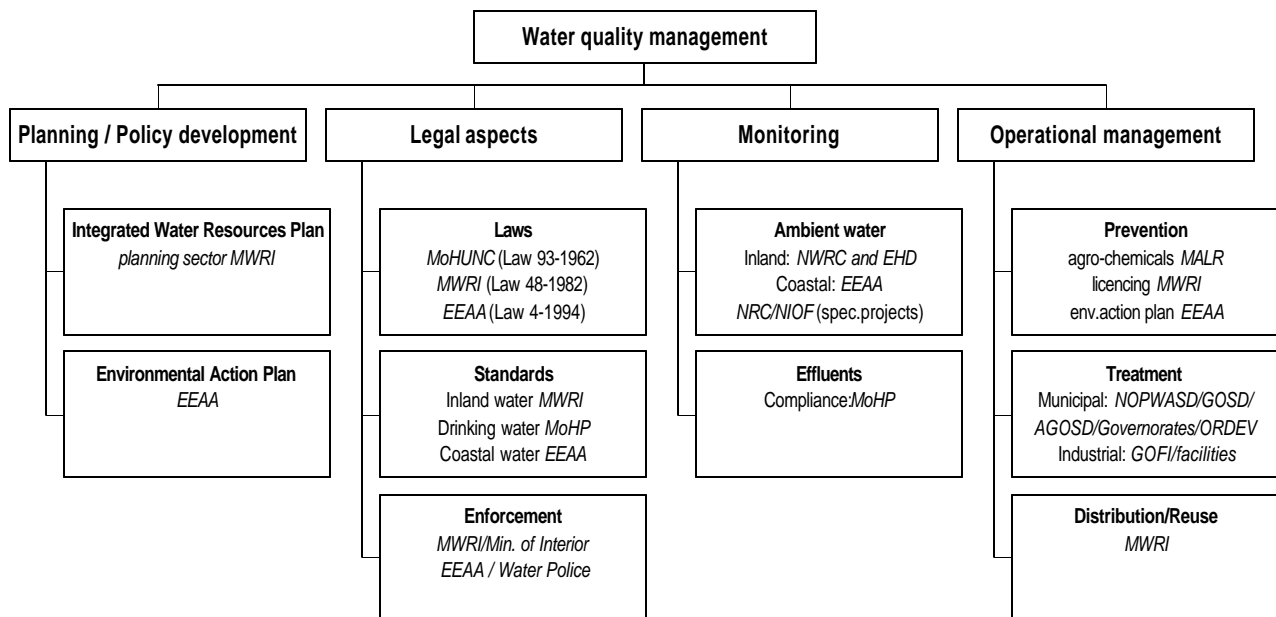 Water quality management
Planning / Policy development
Legal aspects
Monitoring
Operational management
Integrated Water Resources Plan
planning sector MWRI
Environmental Action Plan
EEAA
Laws
MoHUNC (Law 93-1962)
MWRI (Law 48-1982)
EEAA (Law 4-1994)
Standards
Inland water MWRI
Drinking water MoHP
Coastal water EEAA
Enforcement
MWRI/Min. of Interior
EEAA / Water Police
Ambient water
Inland: NWRC and EHD
Coastal: EEAA
NRC/NIOF (spec.projects)
Effluents
Compliance:MoHP
Prevention
agro-chemicals MALR
licencing MWRI
env.action plan EEAA
Treatment
Municipal: NOPWASD/GOSD/
AGOSD/Governorates/ORDEV
Industrial: GOFI/facilities
Distribution/Reuse
MWRI